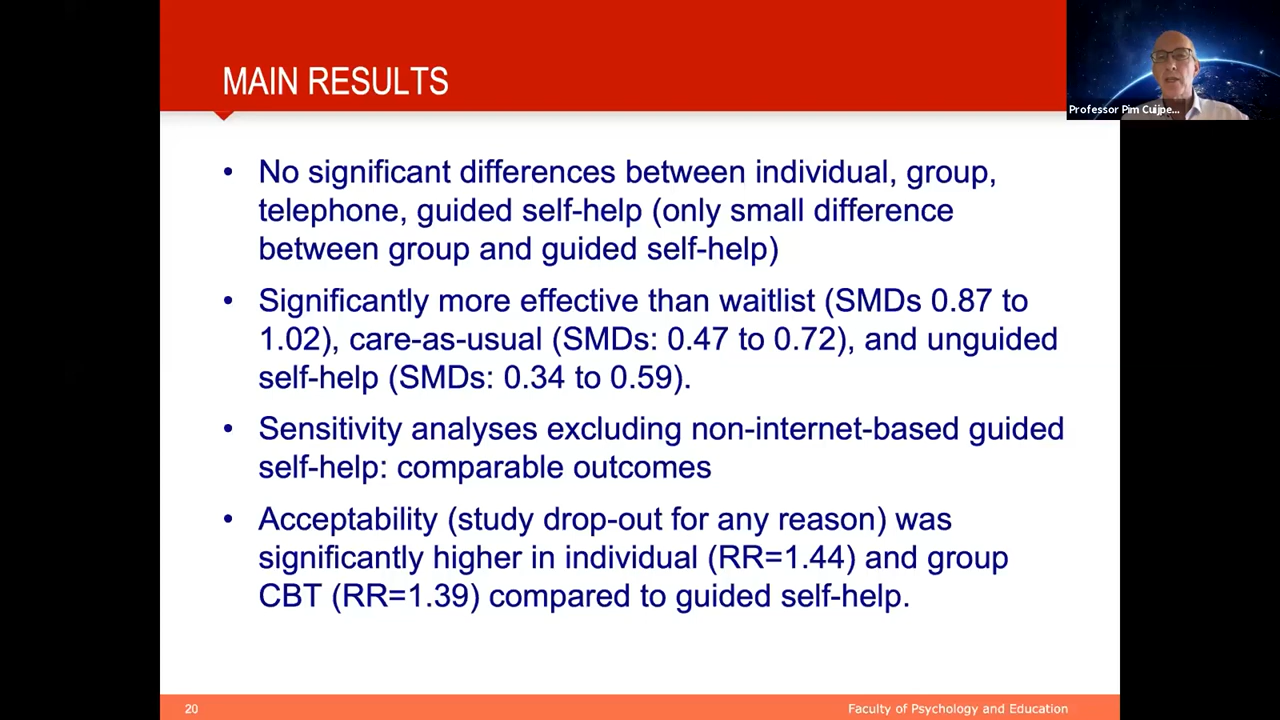 MAIN RESULTS
Professor Pim Cuijpe...
• No significant differences between individual, group,
telephone, guided self-help (only small difference
between group and guided self-help)
• Significantly more effective than waitlist (SMDs 0.87 to
1.02), care-as-usual (SMDs: 0.47 to 0.72), and unguided
self-help (SMDs: 0.34 to 0.59).
• Sensitivity analyses excluding non-internet-based guided
self-help: comparable outcomes
• Acceptability (study drop-out for any reason) was
significantly higher in individual (RR=1.44) and group
CBT (RR=1.39) compared to guided self-help.
20
Faculty of Psychology and Education